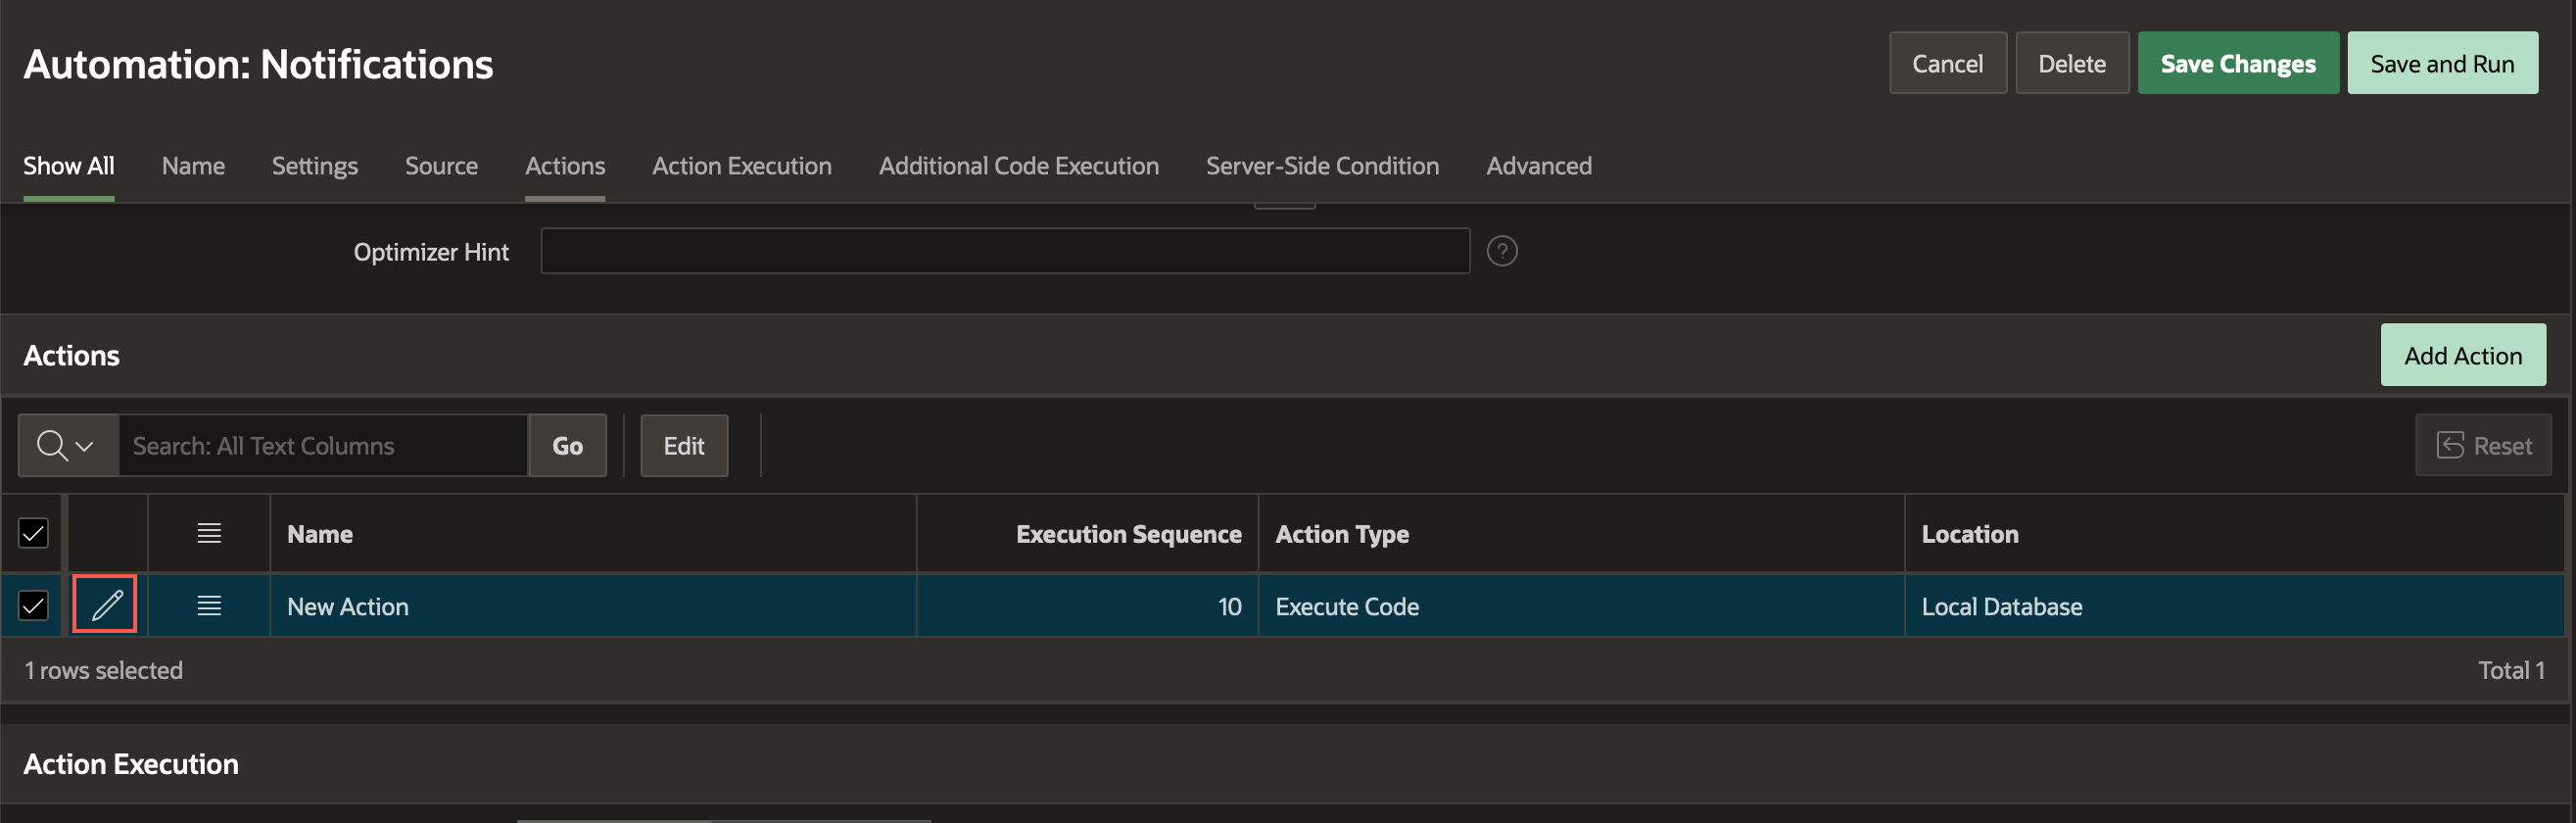 Automation: Notifications
Cancel Delete Save Changes Save and Run
Show All Name Settings Source Actions Action Execution Additional Code Execution Server-Side Condition Advanced
Optimizer Hint ?
Actions Add Action
Search: All Text Columns Go Edit Reset
Name Execution Sequence Action Type Location
New Action 10 Execute Code Local Database
1 rows selected Total 1
Action Execution